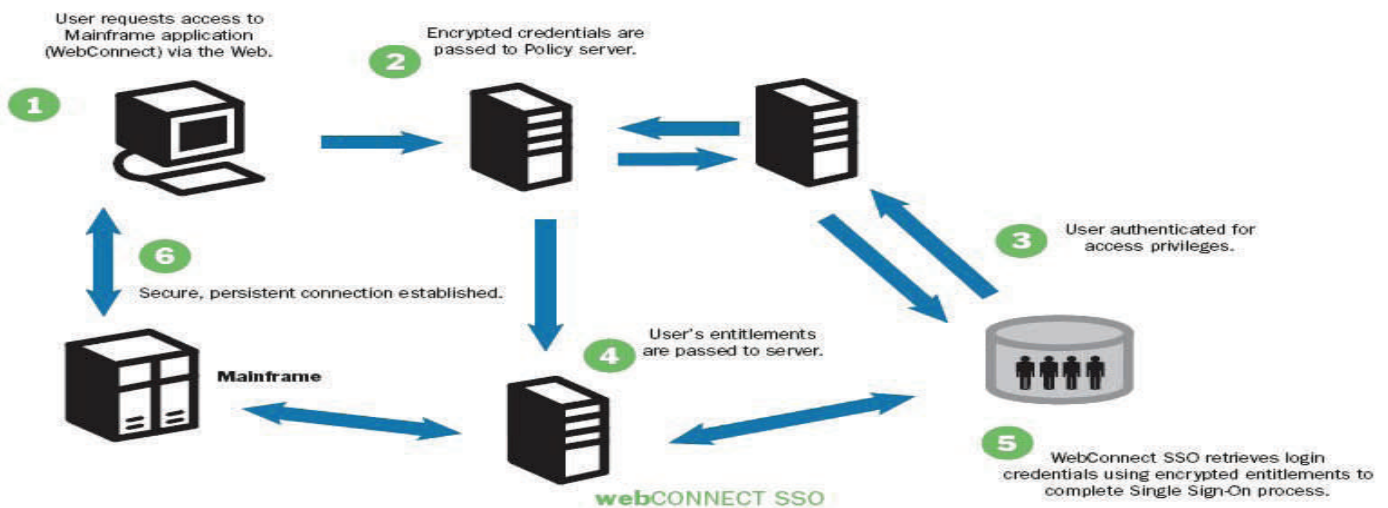 User requests access to
Mainframe application
(WebConnect) via the Web.
1
2
Encrypted credentials are
passed to Policy server.
3
User authenticated for
access privileges.
6
Secure, persistent connection established.
4
User's entitlements
are passed to server.
Mainframe
5
WebConnect SSO retrieves login
credentials using encrypted entitlements to
complete Single Sign-On process.
webCONNECT SSO